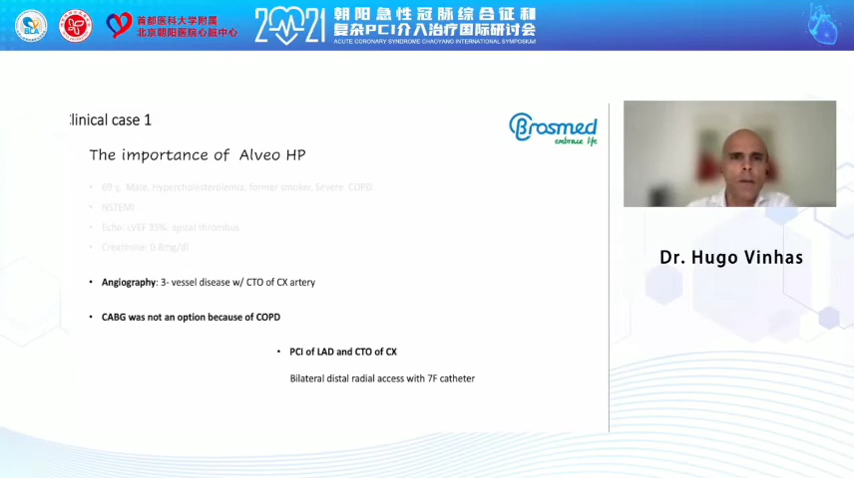 BLA
首都医科大学附属
北京朝阳医院心脏中心
2021
朝阳急性冠脉综合征和
复杂PCI介入治疗国际研讨会
ACUTE CORONARY SYNDROME CHAOYANG INTERNATIONAL SYMPOSIUM
linical case 1
Brosmed
embrace life
The importance of Alveo HP
• 69 y, Male, Hypercholesterolemia, former smoker, Severe COPD
• NSTEMI
• Echo: LVEF 35%, apical thrombus
• Creatinine: 0.8mg/dl
• Angiography: 3- vessel disease w/ CTO of CX artery
• CABG was not an option because of COPD
• PCI of LAD and CTO of CX
Bilateral distal radial access with 7F catheter
Dr. Hugo Vinhas